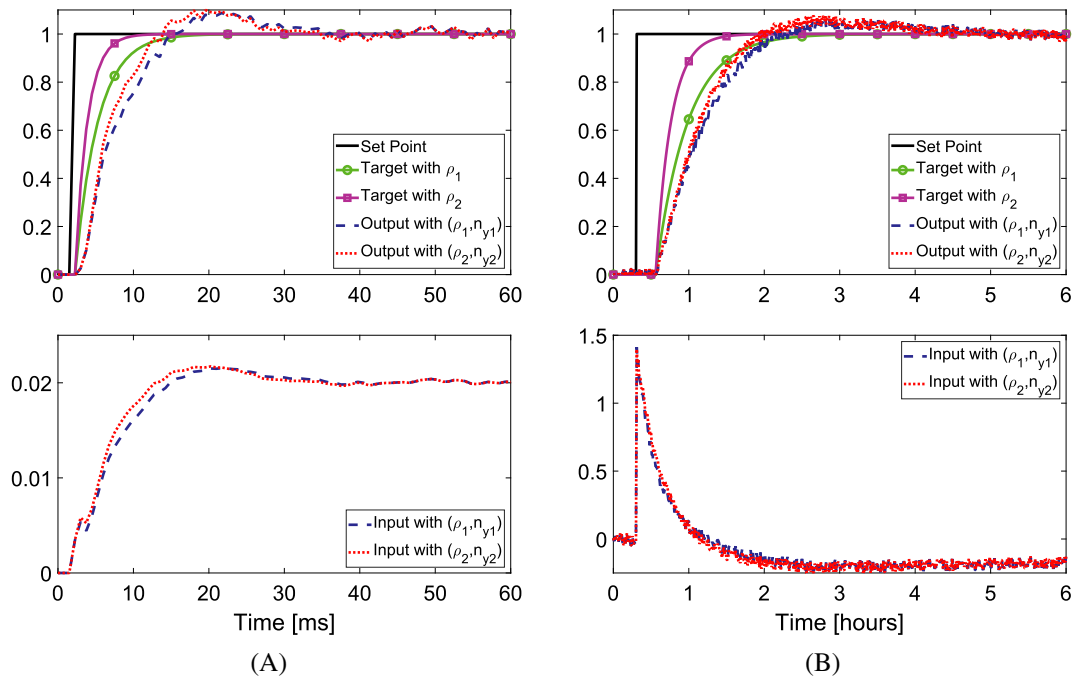 1
0.8
0.6
0.4
0.2
0
Set Point
Target with ρ1
Target with ρ2
Output with (ρ1,ny1)
Output with (ρ2,ny2)
0 10 20 30 40 50 60
1
0.8
0.6
0.4
0.2
0
Set Point
Target with ρ1
Target with ρ2
Output with (ρ1,ny1)
Output with (ρ2,ny2)
0 1 2 3 4 5 6
0.02
0.01
0
Input with (ρ1,ny1)
Input with (ρ2,ny2)
0 10 20 30 40 50 60
Time [ms]
(A)
1.5
1
0.5
0
Input with (ρ1,ny1)
Input with (ρ2,ny2)
0 1 2 3 4 5 6
Time [hours]
(B)